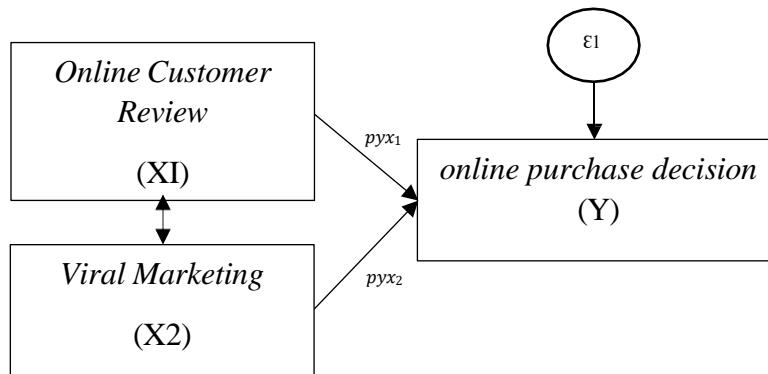 Online Customer
Review
(XI)
Viral Marketing
(X2)
pyx₁
pyx₂
ε1
online purchase decision
(Y)